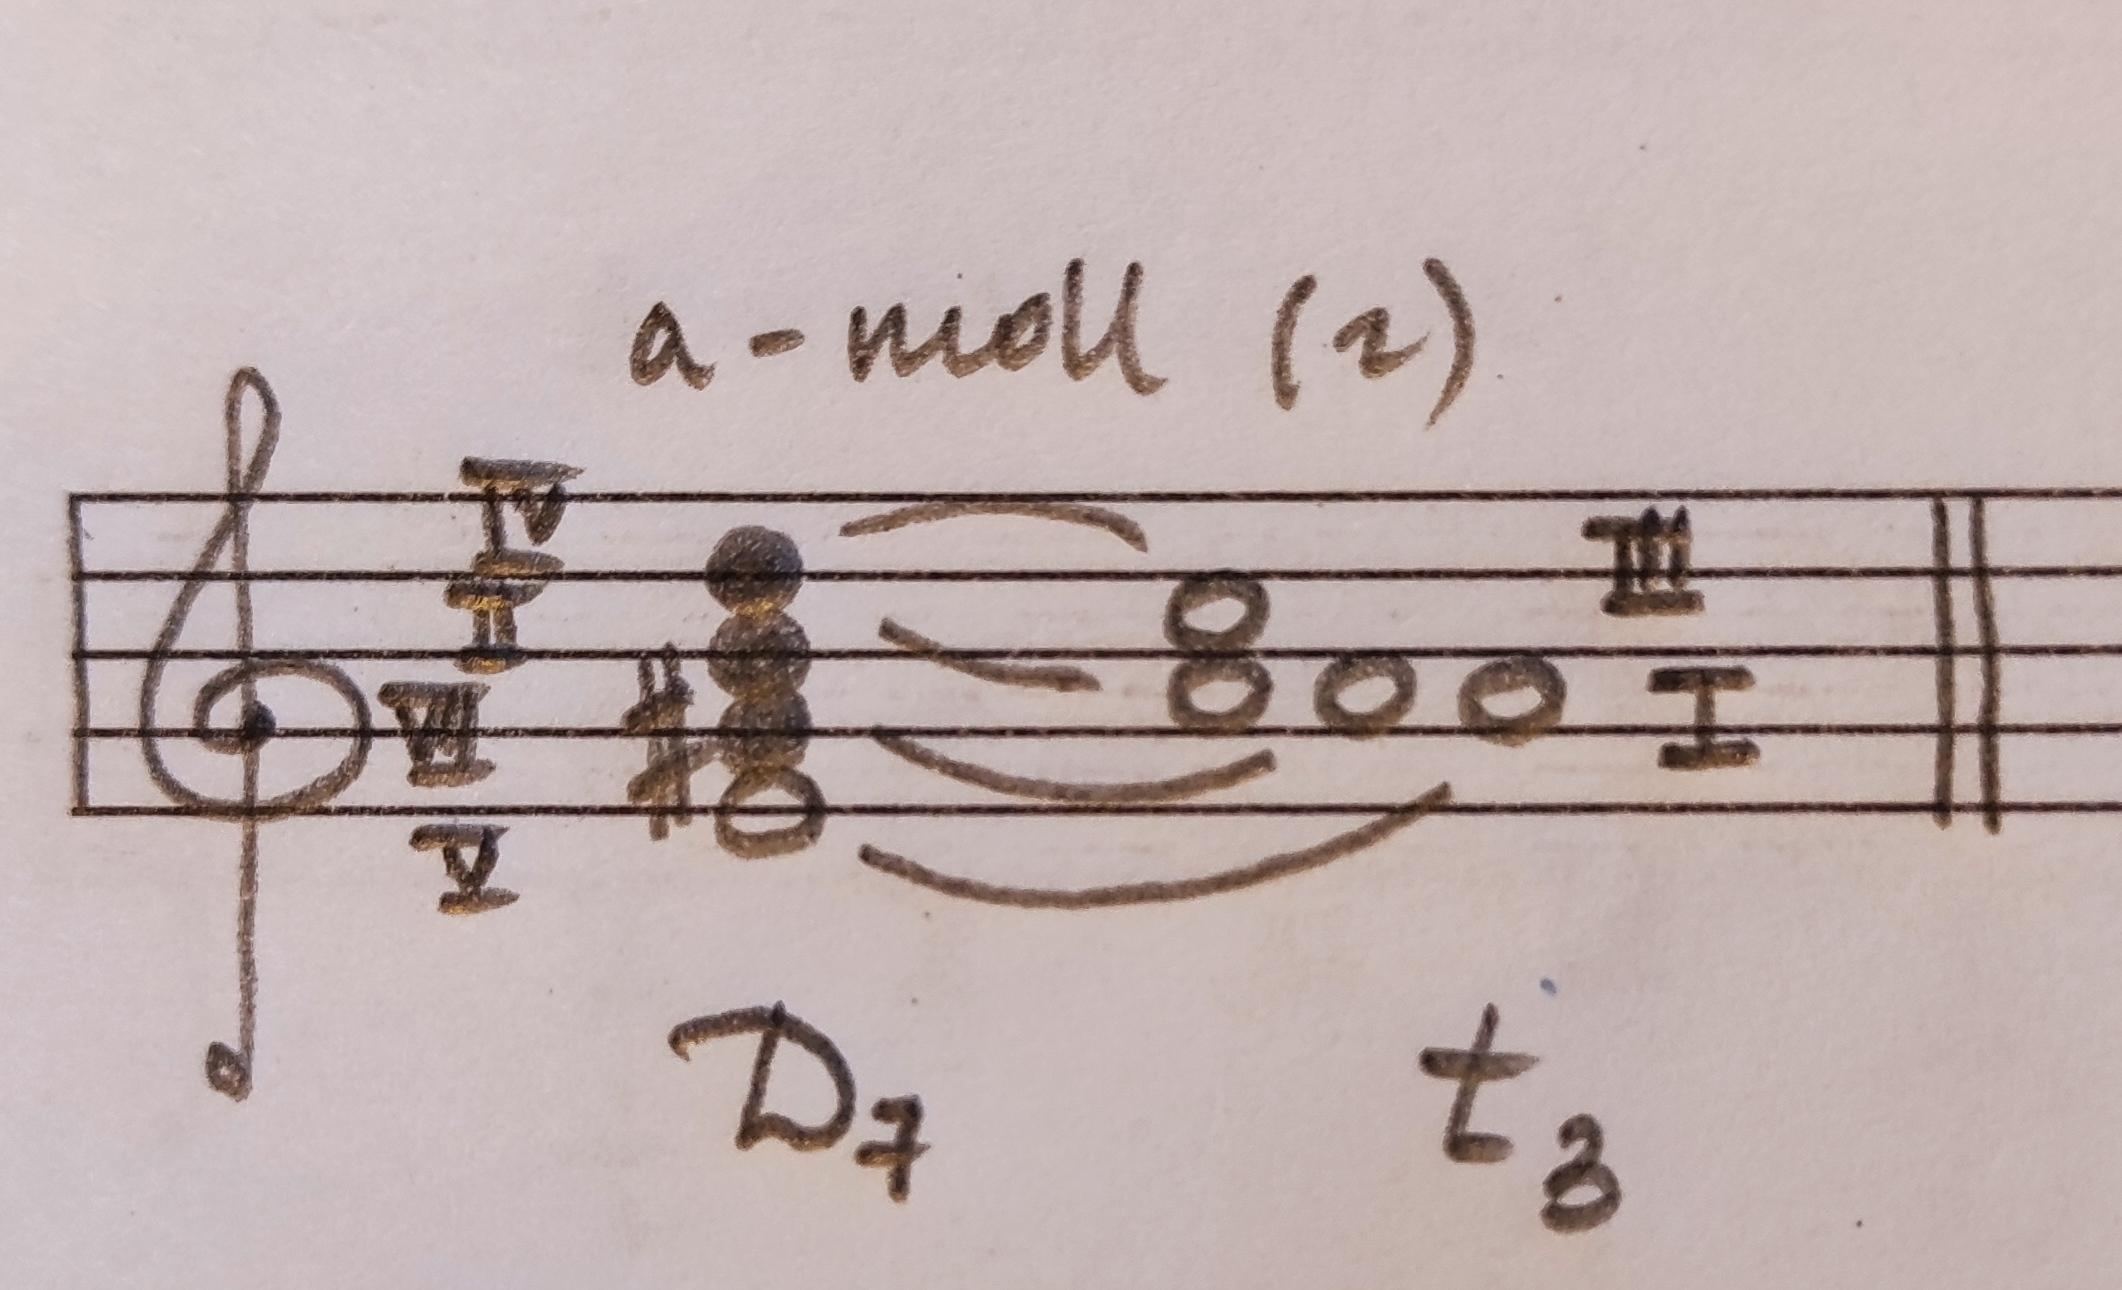 a-moll (г)
IV
II
III
VII
I
V
D7 t3